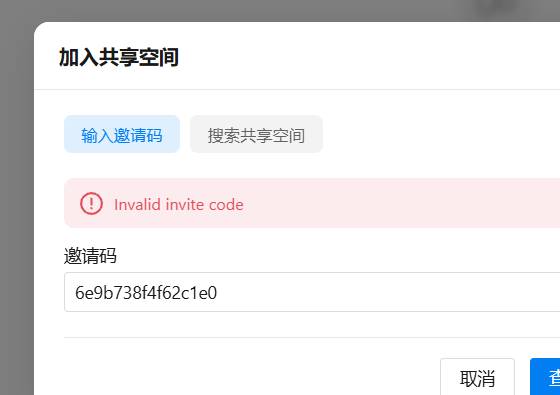 加入共享空间
输入邀请码 搜索共享空间
Invalid invite code
邀请码
6e9b738f4f62c1e0
取消